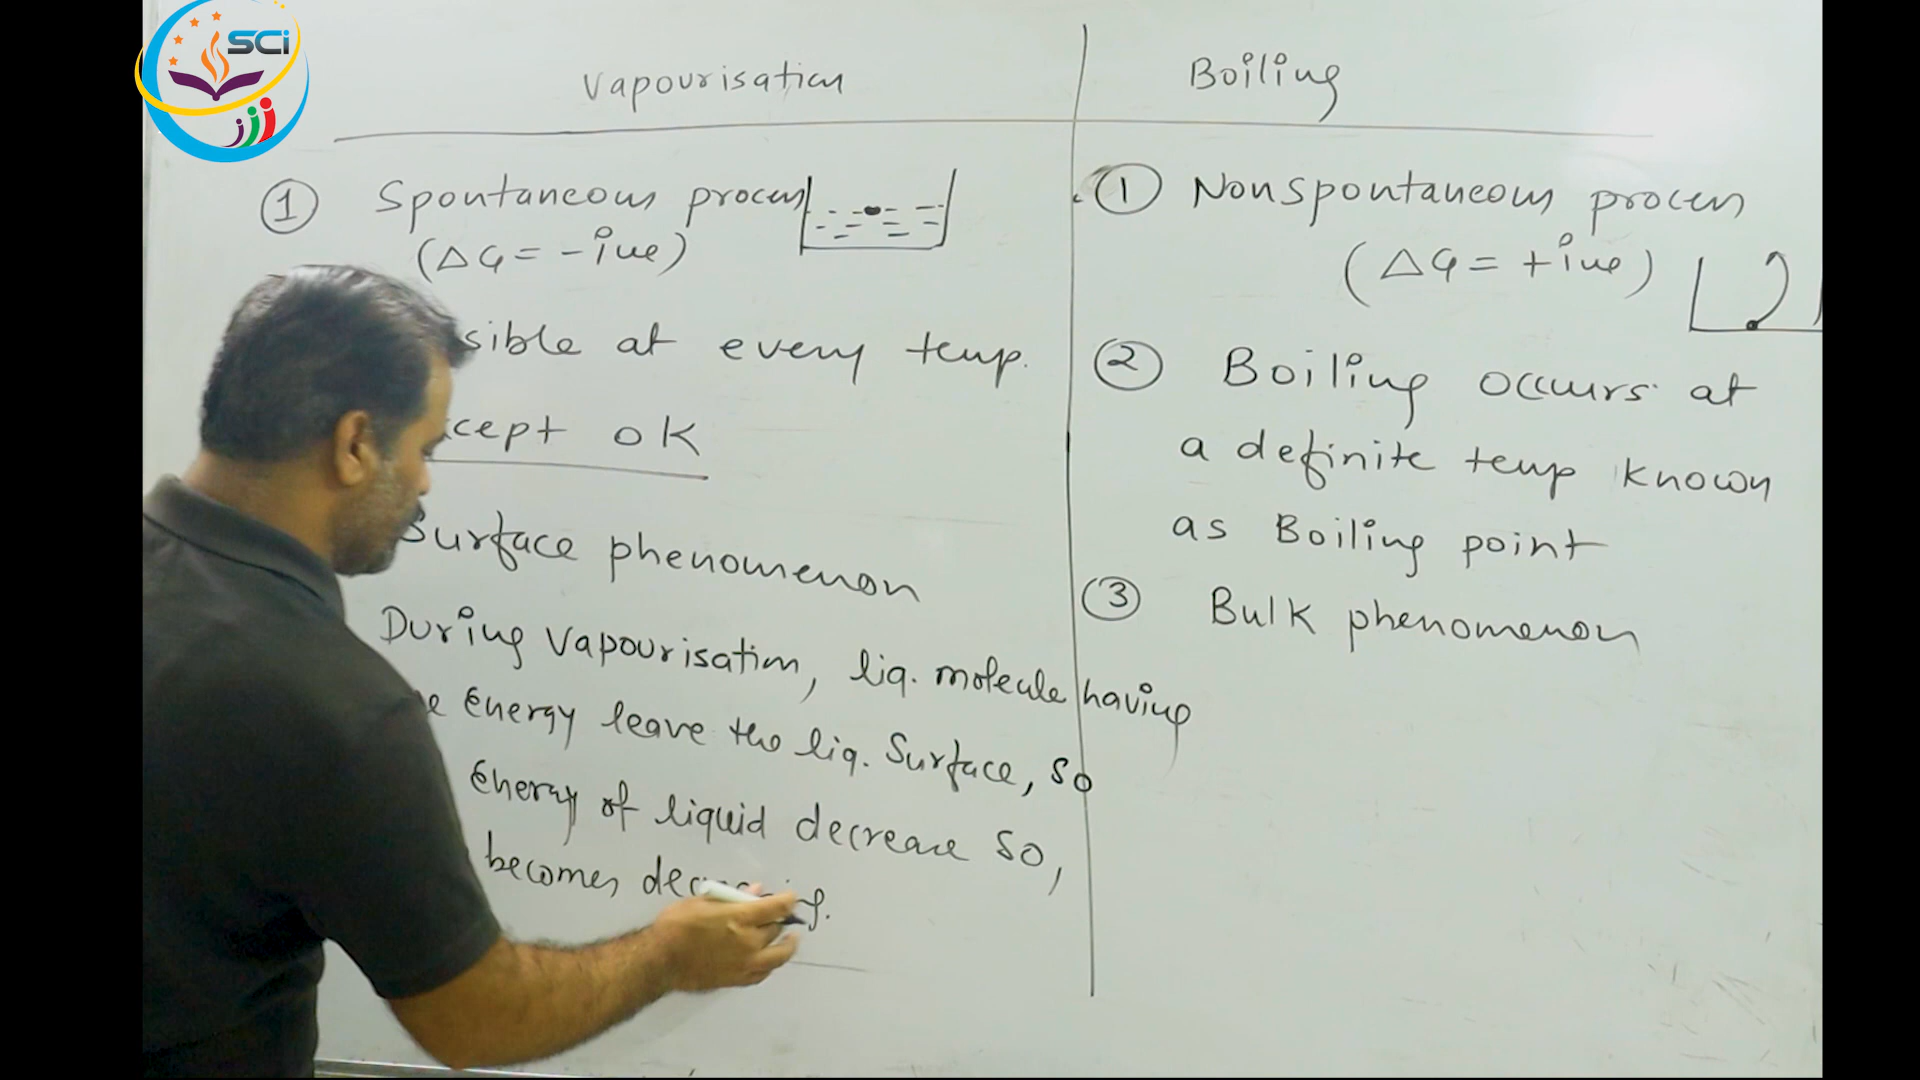 SCi
Vapourisation
① Spontaneous process
(ΔG = -ive)
sible at every temp.
cept 0K
Surface phenomenon
During vapourisation, liq. molecule having
e energy leave the liq. Surface, so
energy of liquid decrease so,
becomes
Boiling
① Nonspontaneous process
(ΔG = +ive)
② Boiling occurs at
a definite temp known
as Boiling point
③ Bulk phenomenon